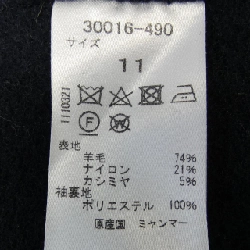 30016-490
サイズ
11
1110321
F W
表地
羊毛 74%
ナイロン 21%
カシミヤ 5%
袖裏地
ポリエステル 100%
原産国 ミャンマー